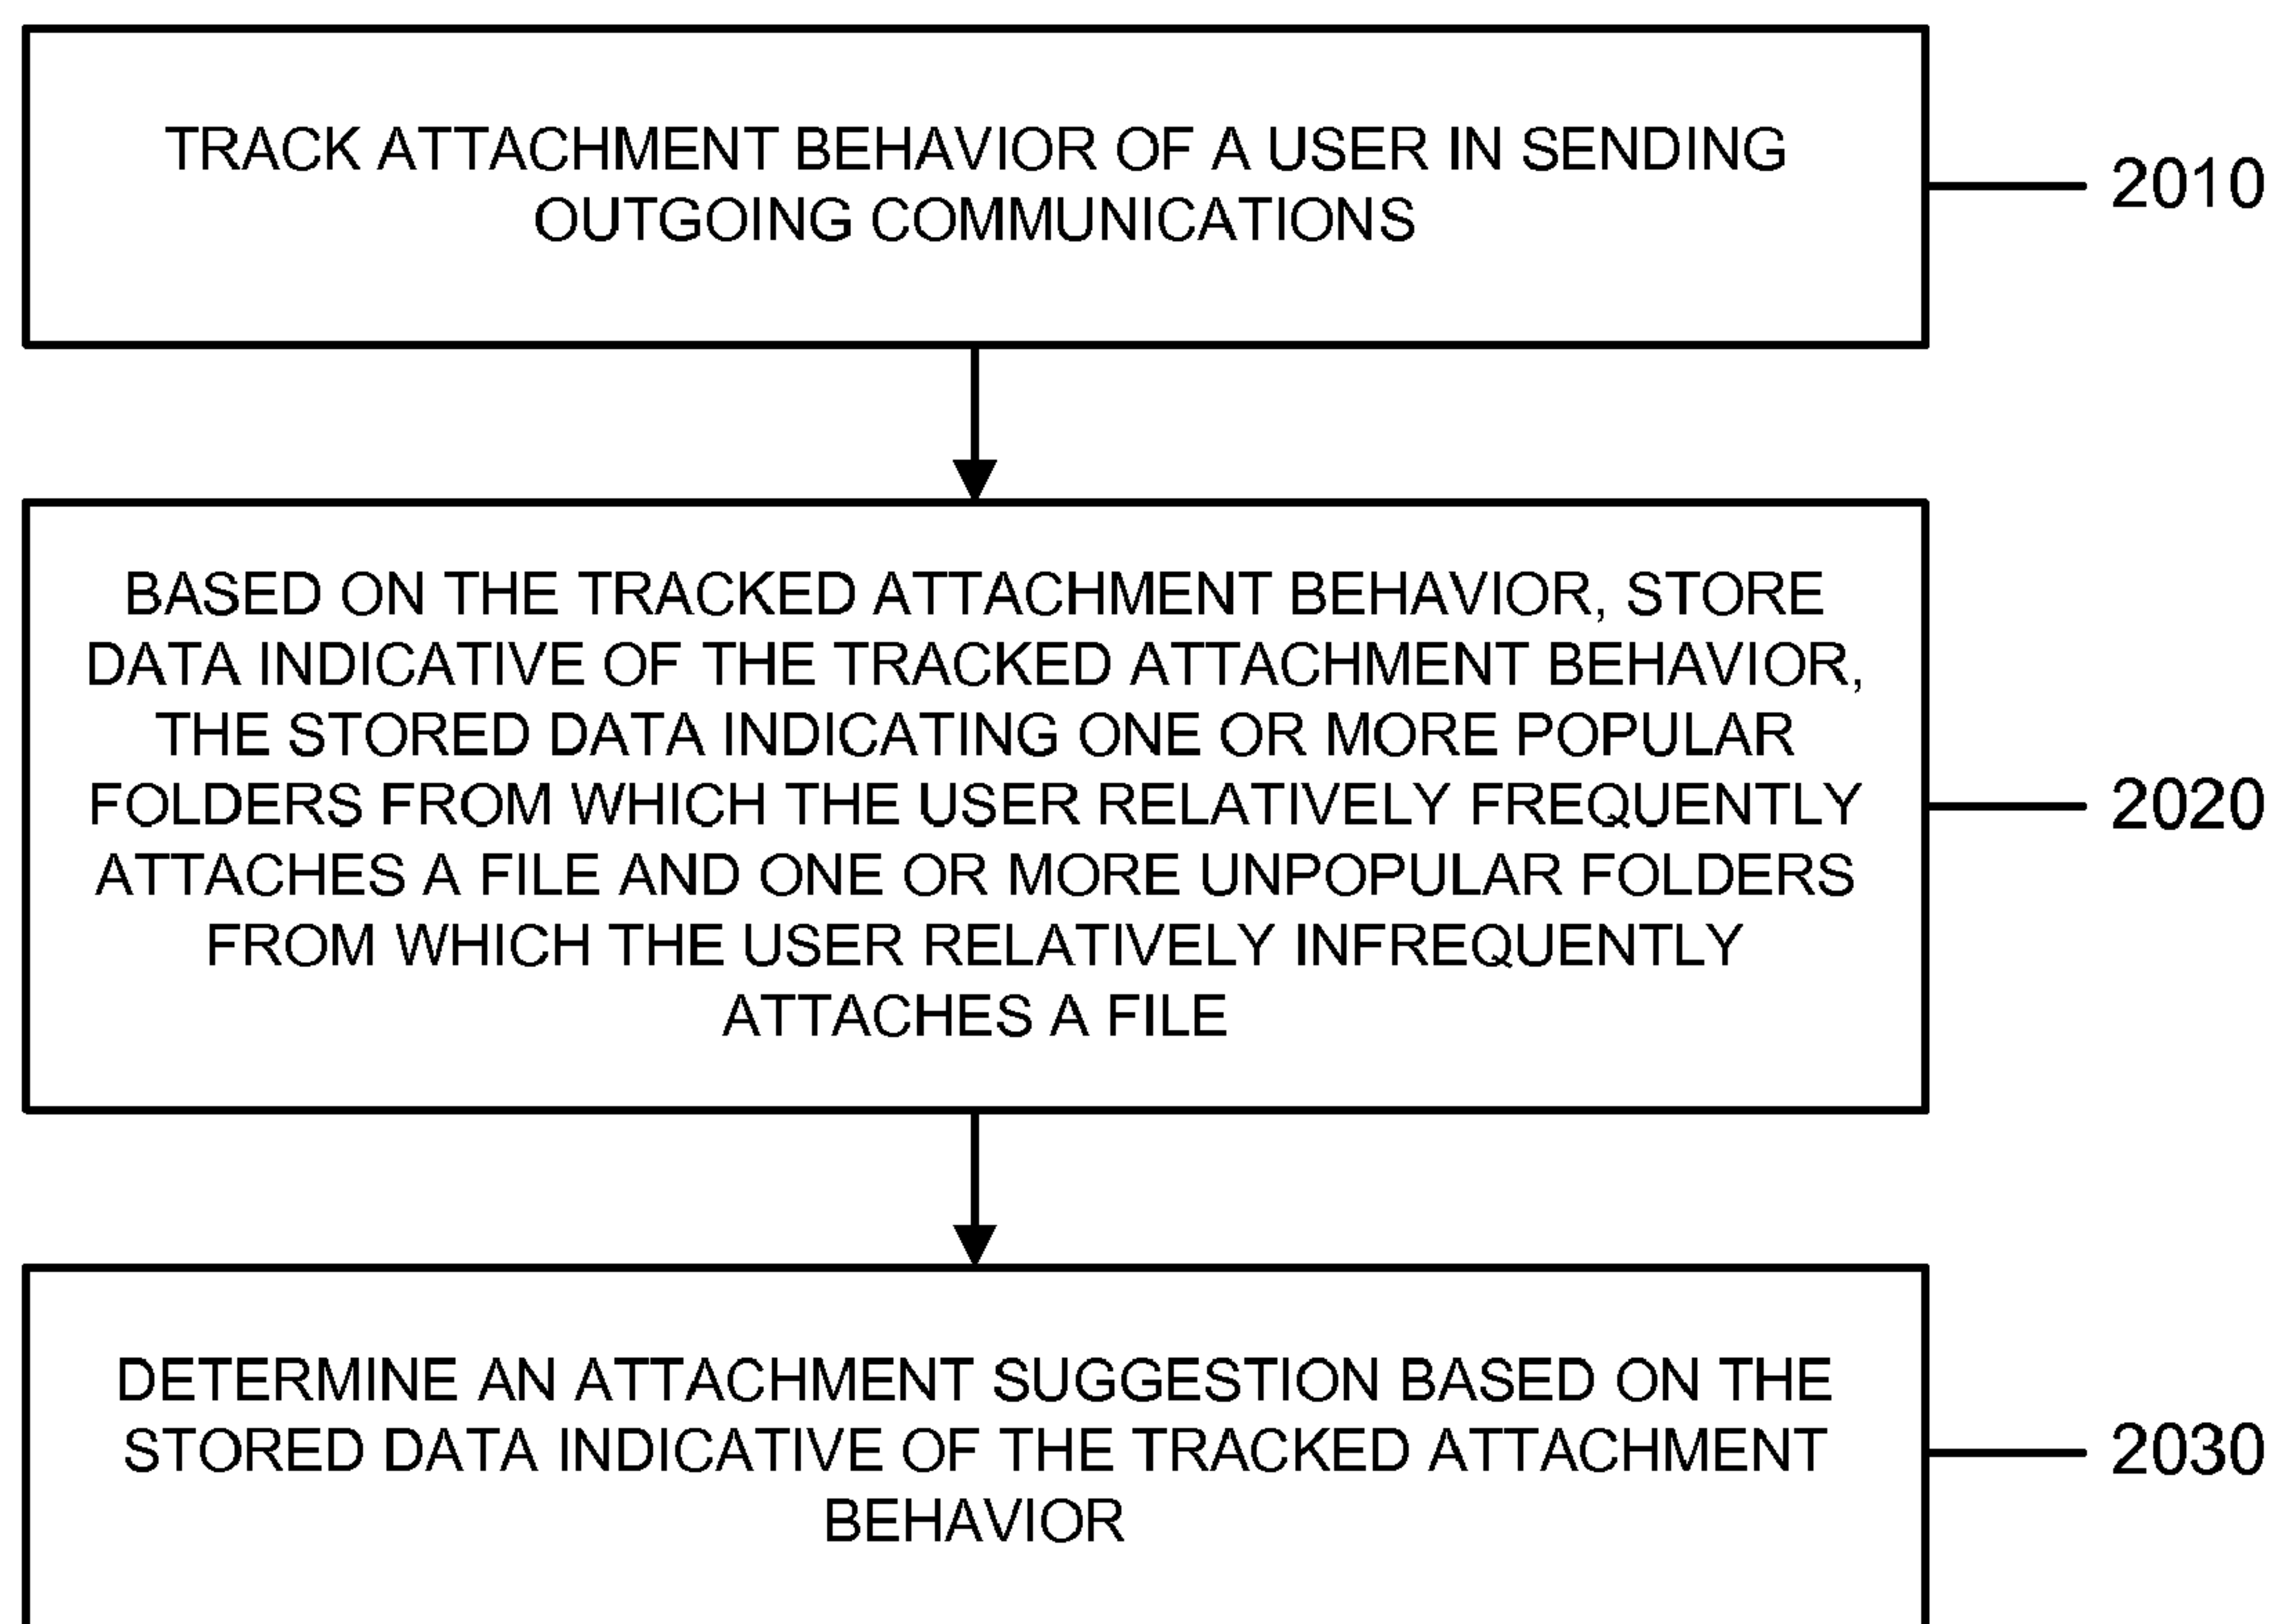 TRACK ATTACHMENT BEHAVIOR OF A USER IN SENDING
OUTGOING COMMUNICATIONS
2010
BASED ON THE TRACKED ATTACHMENT BEHAVIOR, STORE
DATA INDICATIVE OF THE TRACKED ATTACHMENT BEHAVIOR,
THE STORED DATA INDICATING ONE OR MORE POPULAR
FOLDERS FROM WHICH THE USER RELATIVELY FREQUENTLY
ATTACHES A FILE AND ONE OR MORE UNPOPULAR FOLDERS
FROM WHICH THE USER RELATIVELY INFREQUENTLY
ATTACHES A FILE
2020
DETERMINE AN ATTACHMENT SUGGESTION BASED ON THE
STORED DATA INDICATIVE OF THE TRACKED ATTACHMENT
BEHAVIOR
2030